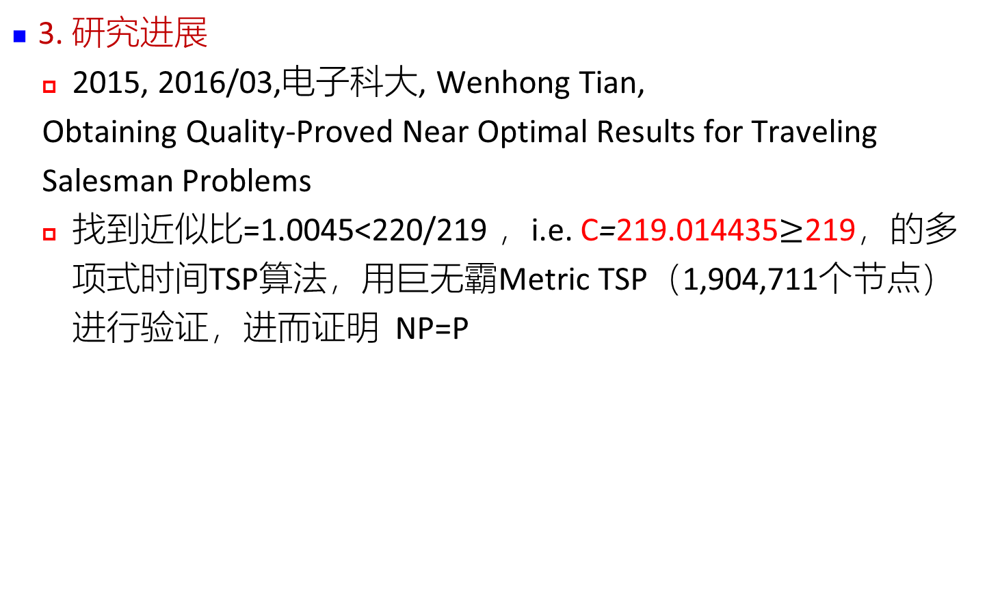 3. 研究进展
2015, 2016/03,电子科大, Wenhong Tian,
Obtaining Quality-Proved Near Optimal Results for Traveling
Salesman Problems
找到近似比=1.0045<220/219 ，i.e. C=219.014435≥219，的多
项式时间TSP算法，用巨无霸Metric TSP（1,904,711个节点）
进行验证，进而证明 NP=P